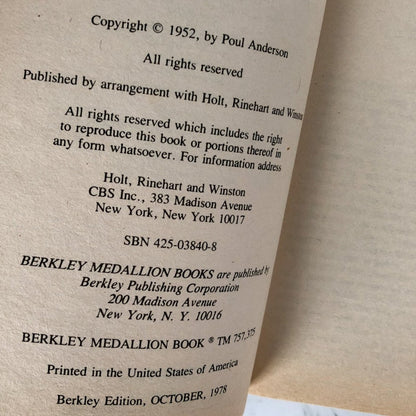 Copyright © 1952, by Poul Anderson
All rights reserved
Published by arrangement with Holt, Rinehart and Winston
All rights reserved which includes the right
to reproduce this book or portions thereof in
any form whatsoever. For information address
Holt, Rinehart and Winston
CBS Inc., 383 Madison Avenue
New York, New York 10017
SBN 425-03840-8
BERKLEY MEDALLION BOOKS are published by
Berkley Publishing Corporation
200 Madison Avenue
New York, N. Y. 10016
BERKLEY MEDALLION BOOK ® TM 757,375
Printed in the United States of America
Berkley Edition, OCTOBER, 1978